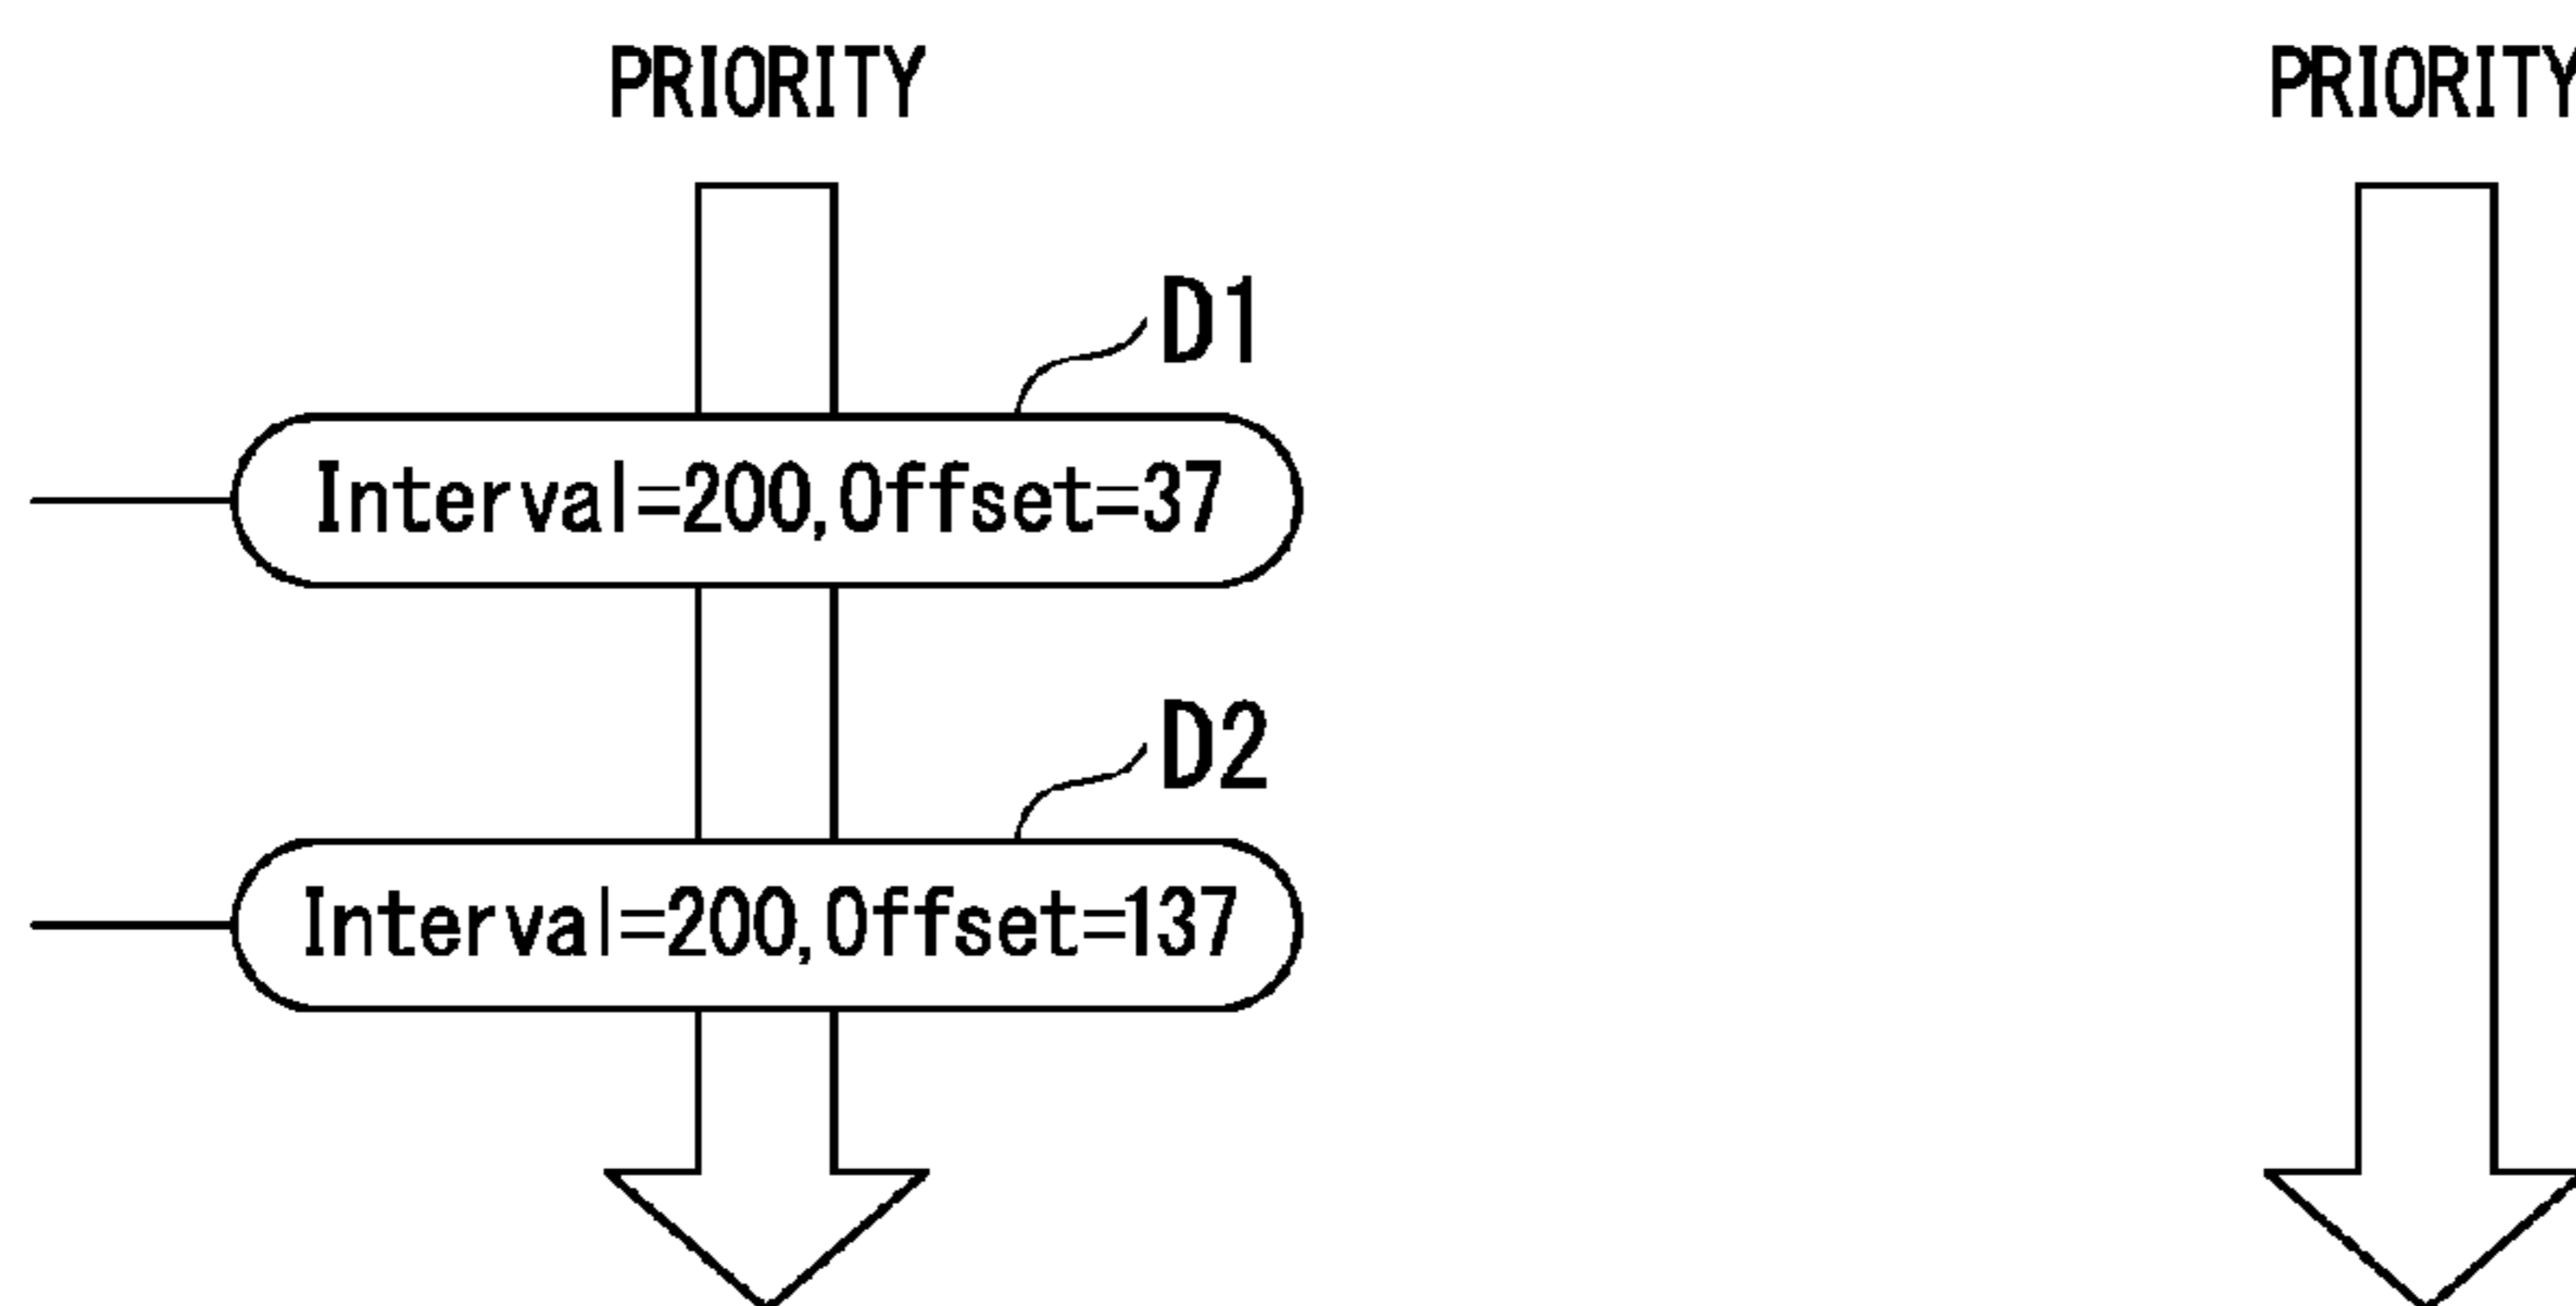 PRIORITY
PRIORITY
D1
Interval=200,Offset=37
D2
Interval=200,Offset=137